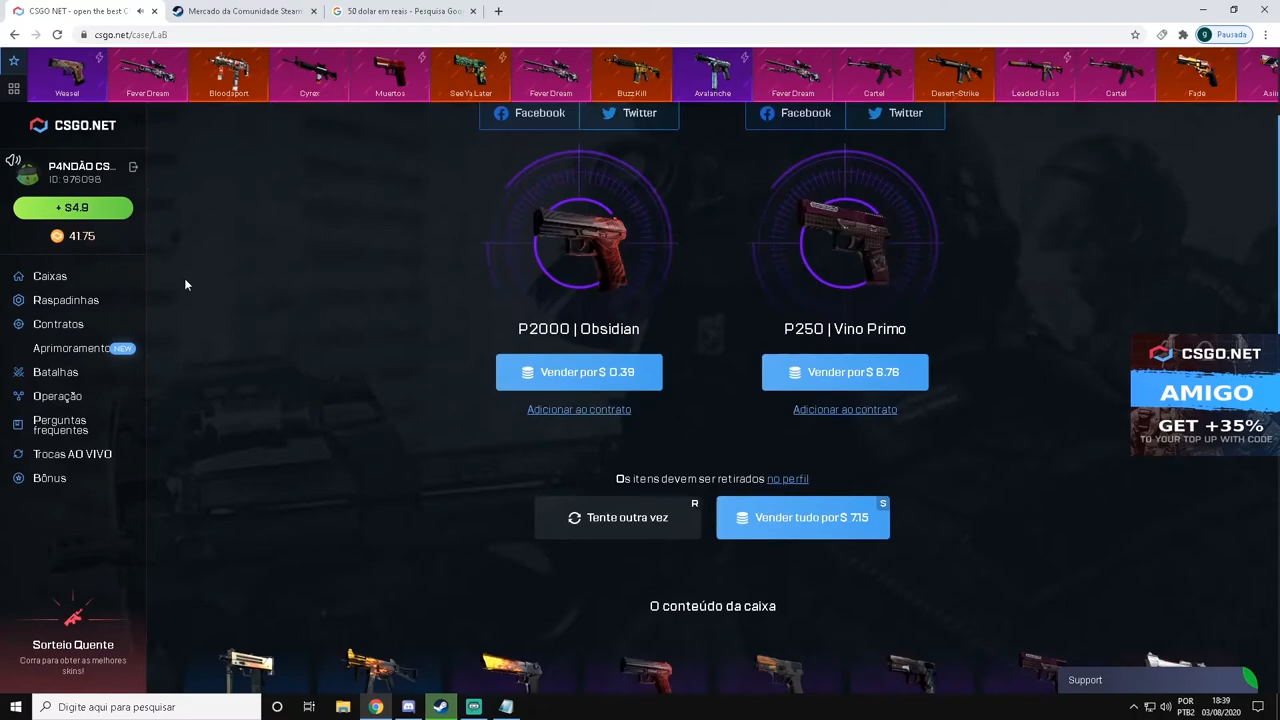 CSGO NET - open the best C
Mercado da Comunidade Steam
50 dolar em reais - Pesquisa Goo
csgo.net/case/LaB
Pausada
Weasel
Fever Dream
Bloodsport
Cyrex
Muertos
See Ya Later
Fever Dream
Buzz Kill
Avalanche
Fever Dream
Cartel
Desert-Strike
Leaded Glass
Cartel
Fade
CSGO.NET
Facebook
Twitter
Facebook
Twitter
P4NDÃO CS...
ID: 976098
+ $4.9
41.75
Caixas
Raspadinhas
Contratos
Aprimoramento NEW
Batalhas
Operação
Perguntas
frequentes
Trocas AO VIVO
Bônus
P2000 | Obsidian
P250 | Vino Primo
Vender por $ 0.39
Vender por $ 6.76
Adicionar ao contrato
Adicionar ao contrato
CSGO.NET
AMIGO
GET +35%
TO YOUR TOP UP WITH CODE
Os itens devem ser retirados no perfil
Tente outra vez
R
Vender tudo por $ 7.15
S
O conteúdo da caixa
Sorteio Quente
Corra para obter as melhores
skins!
Support
Digite aqui para pesquisar
POR
PTB2
18:39
03/08/2020